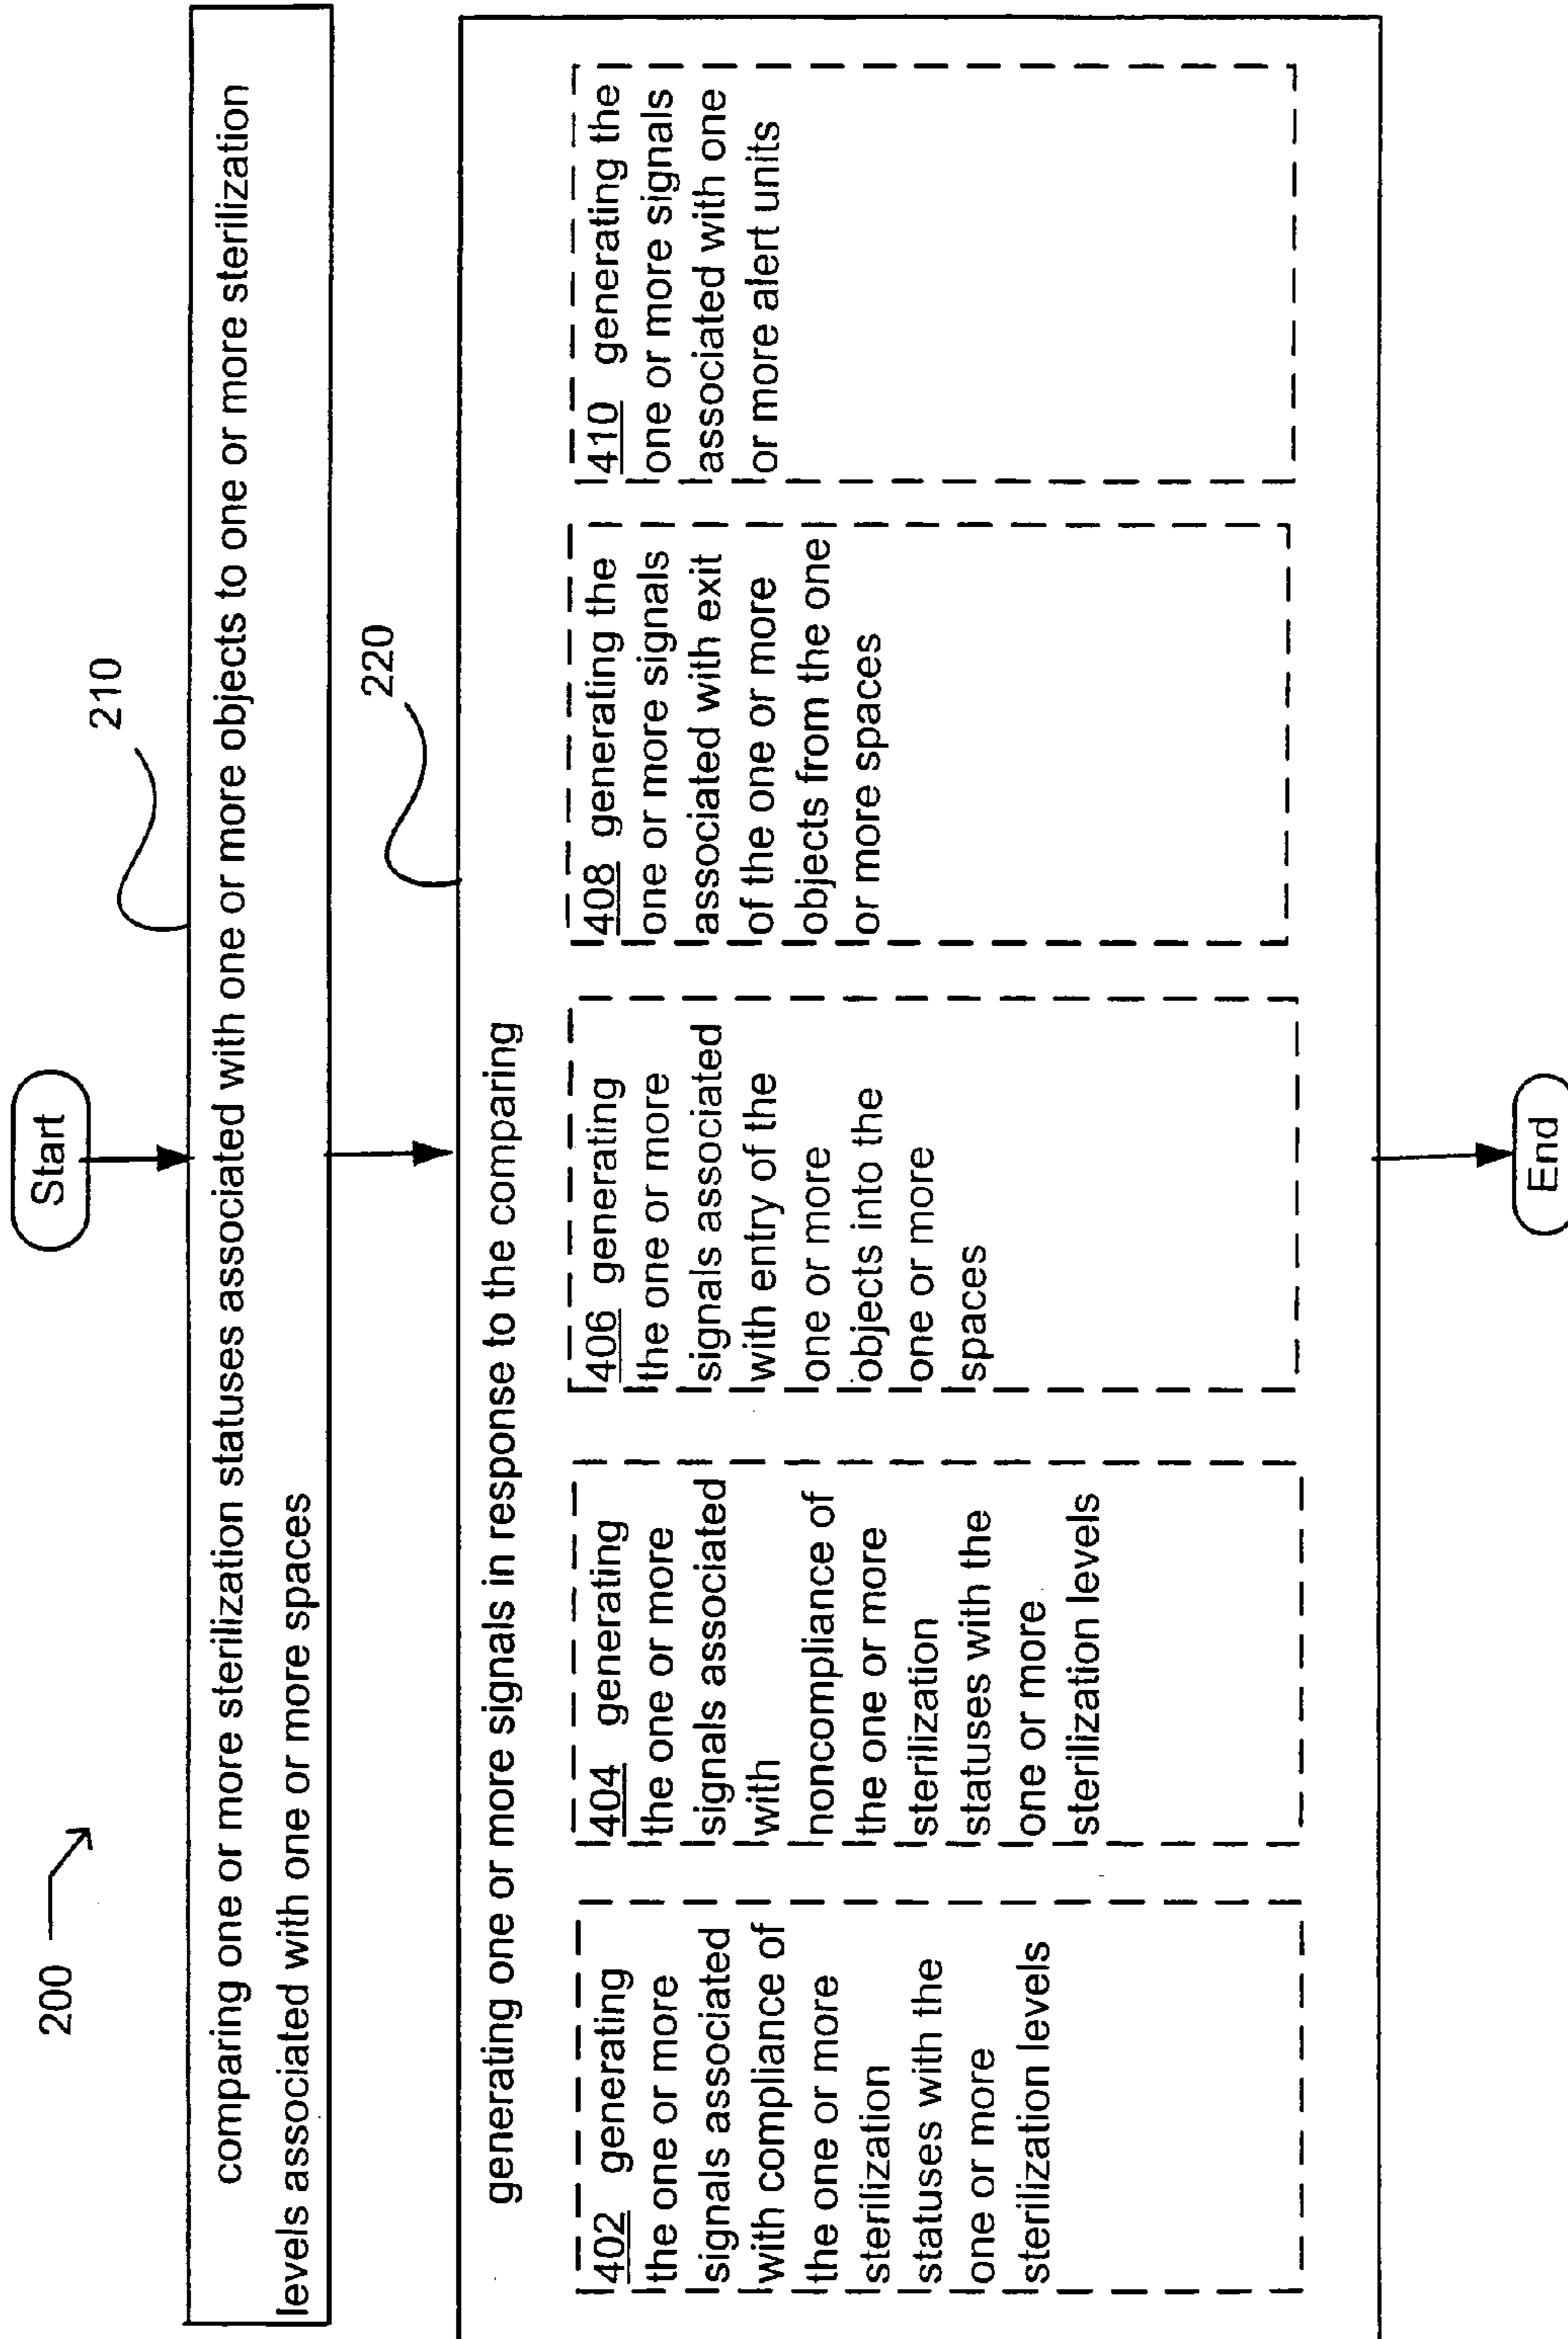 200
Start
210
comparing one or more sterilization statuses associated with one or more objects to one or more sterilization
levels associated with one or more spaces
220
generating one or more signals in response to the comparing
402 generating
the one or more
signals associated
with compliance of
the one or more
sterilization
statuses with the
one or more
sterilization levels
404 generating
the one or more
signals associated
with
noncompliance of
the one or more
sterilization
statuses with the
one or more
sterilization levels
406 generating
the one or more
signals associated
with entry of the
one or more
objects into the
one or more
spaces
408 generating the
one or more signals
associated with exit
of the one or more
objects from the one
or more spaces
410 generating the
one or more signals
associated with one
or more alert units
End